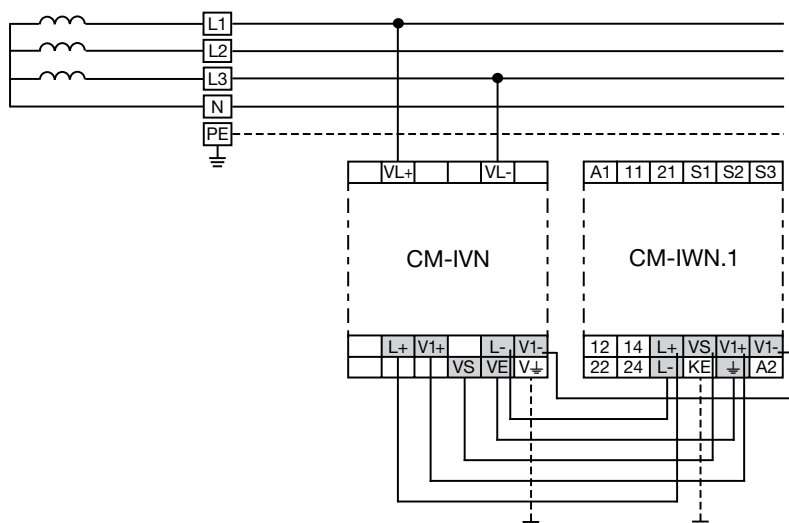 L1
L2
L3
N
PE
VL+ VL-
A1 11 21 S1 S2 S3
CM-IVN
CM-IWN.1
L+ V1+ L- V1-
VS VE V⏚
12 14 L+ VS V1+ V1-
22 24 L- KE ⏚ A2